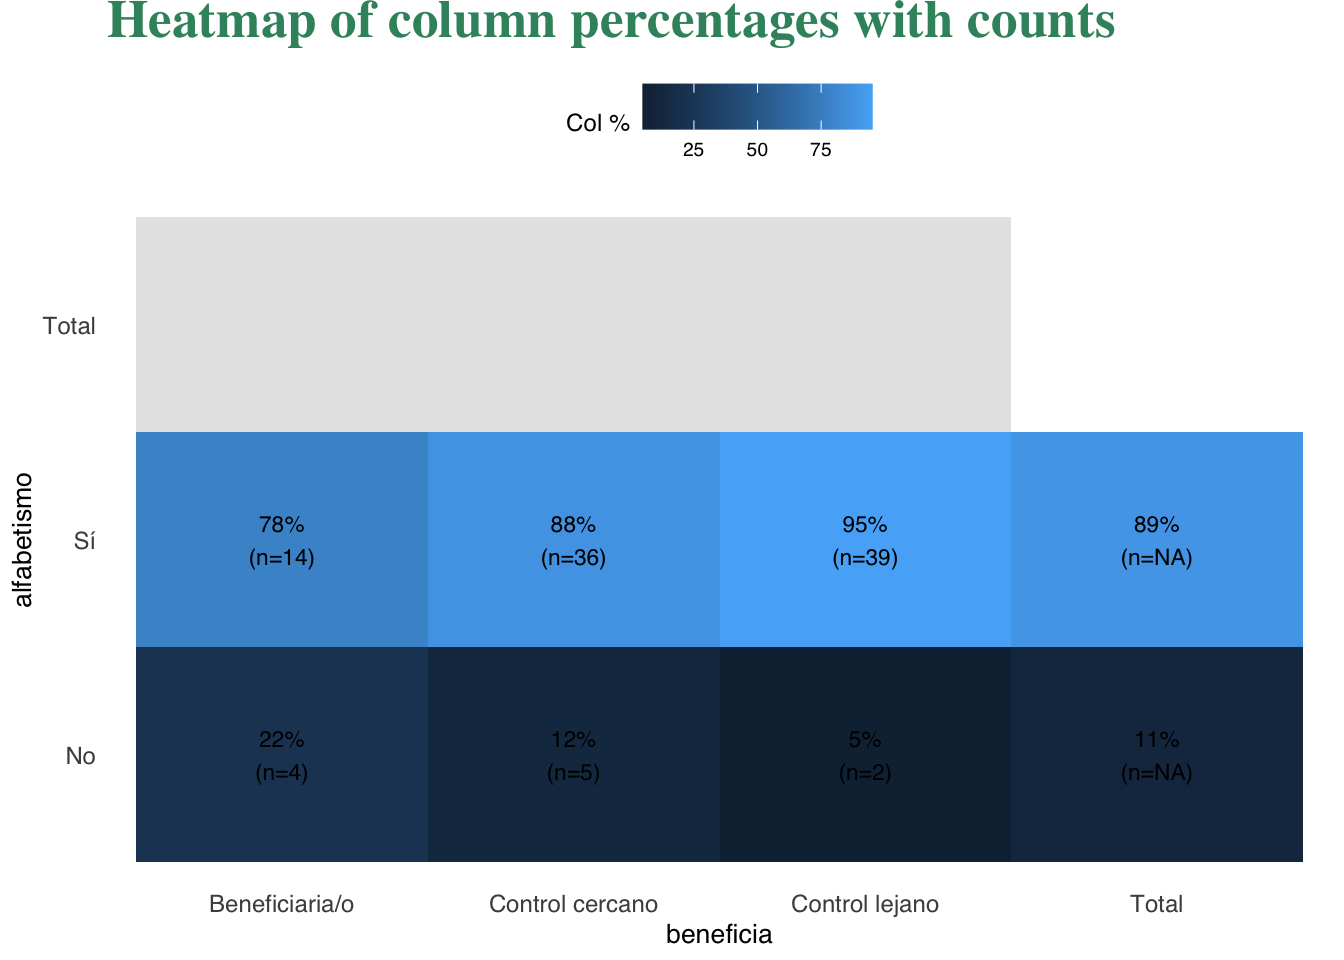 Heatmap of column percentages with counts
Col %
25 50 75
Total
alfabetismo
Sí
78% 88% 95% 89%
(n=14) (n=36) (n=39) (n=NA)
No
22% 12% 5% 11%
(n=4) (n=5) (n=2) (n=NA)
Beneficiaria/o Control cercano Control lejano Total
beneficia